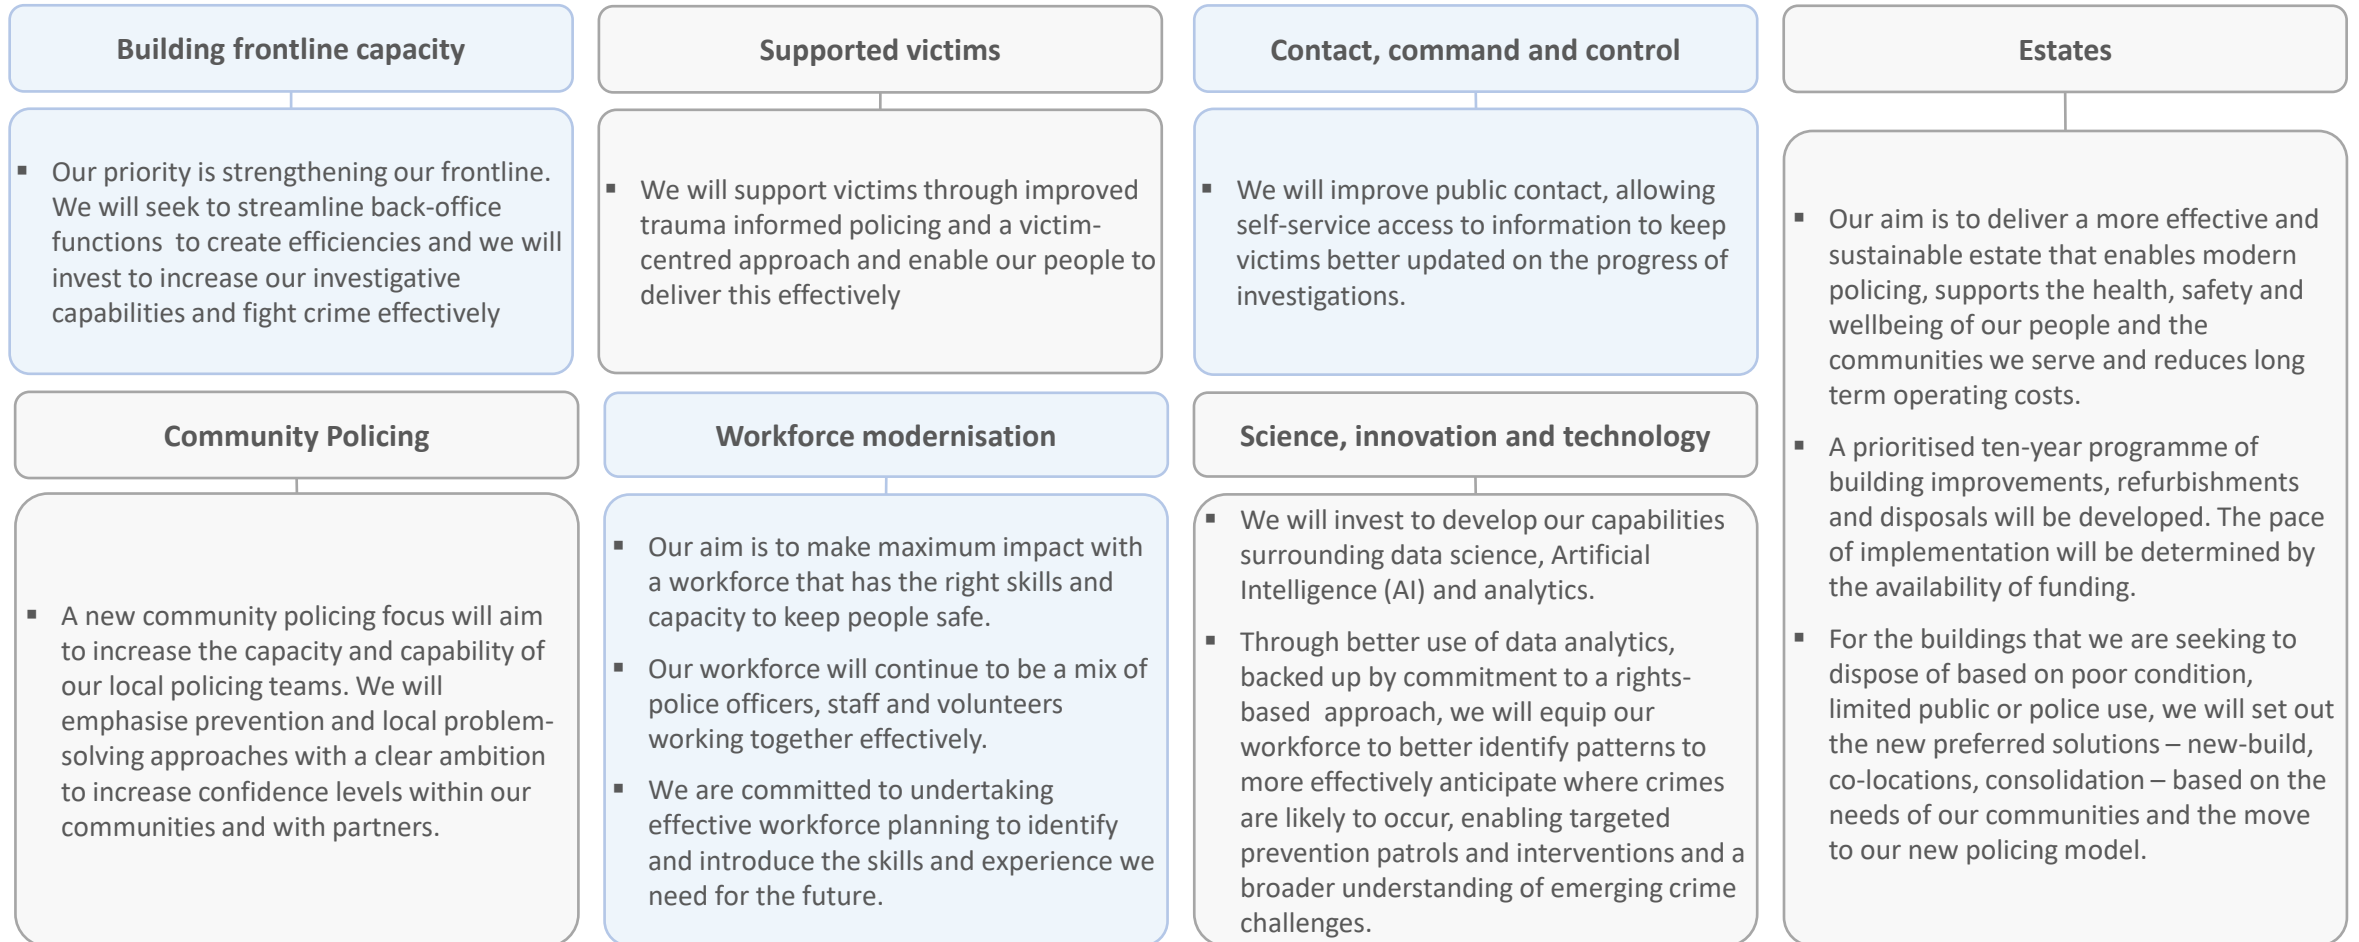 Building frontline capacity
▪ Our priority is strengthening our frontline.
We will seek to streamline back-office
functions  to create efficiencies and we will
invest to increase our investigative
capabilities and fight crime effectively
Supported victims
▪ We will support victims through improved
trauma informed policing and a victim-
centred approach and enable our people to
deliver this effectively
Contact, command and control
▪ We will improve public contact, allowing
self-service access to information to keep
victims better updated on the progress of
investigations.
Estates
▪ Our aim is to deliver a more effective and
sustainable estate that enables modern
policing, supports the health, safety and
wellbeing of our people and the
communities we serve and reduces long
term operating costs.
▪ A prioritised ten-year programme of
building improvements, refurbishments
and disposals will be developed. The pace
of implementation will be determined by
the availability of funding.
▪ For the buildings that we are seeking to
dispose of based on poor condition,
limited public or police use, we will set out
the new preferred solutions – new-build,
co-locations, consolidation – based on the
needs of our communities and the move
to our new policing model.
Community Policing
▪ A new community policing focus will aim
to increase the capacity and capability of
our local policing teams. We will
emphasise prevention and local problem-
solving approaches with a clear ambition
to increase confidence levels within our
communities and with partners.
Workforce modernisation
▪ Our aim is to make maximum impact with
a workforce that has the right skills and
capacity to keep people safe.
▪ Our workforce will continue to be a mix of
police officers, staff and volunteers
working together effectively.
▪ We are committed to undertaking
effective workforce planning to identify
and introduce the skills and experience we
need for the future.
Science, innovation and technology
▪ We will invest to develop our capabilities
surrounding data science, Artificial
Intelligence (AI) and analytics.
▪ Through better use of data analytics,
backed up by commitment to a rights-
based  approach, we will equip our
workforce to better identify patterns to
more effectively anticipate where crimes
are likely to occur, enabling targeted
prevention patrols and interventions and a
broader understanding of emerging crime
challenges.